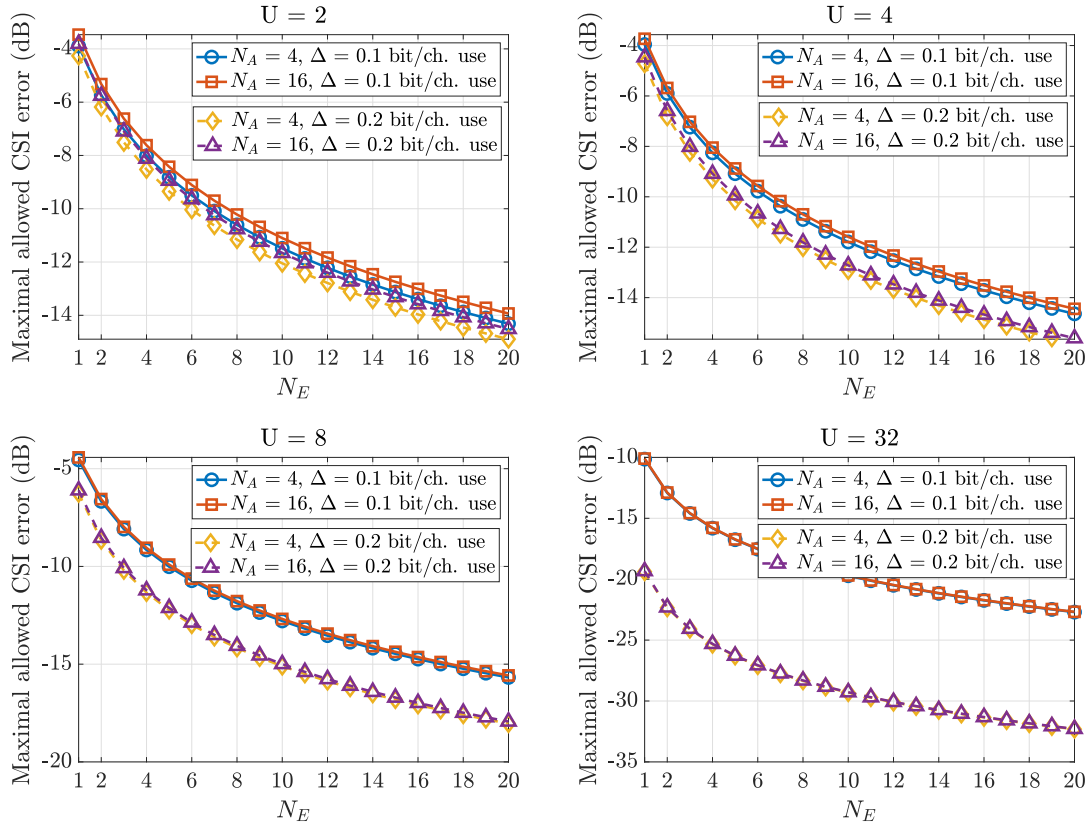 U = 2
Maximal allowed CSI error (dB)
-4
-6
-8
-10
-12
-14
N_A = 4, Δ = 0.1 bit/ch. use
N_A = 16, Δ = 0.1 bit/ch. use
N_A = 4, Δ = 0.2 bit/ch. use
N_A = 16, Δ = 0.2 bit/ch. use
1 2 4 6 8 10 12 14 16 18 20
N_E
U = 4
Maximal allowed CSI error (dB)
-4
-6
-8
-10
-12
-14
N_A = 4, Δ = 0.1 bit/ch. use
N_A = 16, Δ = 0.1 bit/ch. use
N_A = 4, Δ = 0.2 bit/ch. use
N_A = 16, Δ = 0.2 bit/ch. use
1 2 4 6 8 10 12 14 16 18 20
N_E
U = 8
Maximal allowed CSI error (dB)
-5
-10
-15
-20
N_A = 4, Δ = 0.1 bit/ch. use
N_A = 16, Δ = 0.1 bit/ch. use
N_A = 4, Δ = 0.2 bit/ch. use
N_A = 16, Δ = 0.2 bit/ch. use
1 2 4 6 8 10 12 14 16 18 20
N_E
U = 32
Maximal allowed CSI error (dB)
-10
-15
-20
-25
-30
-35
N_A = 4, Δ = 0.1 bit/ch. use
N_A = 16, Δ = 0.1 bit/ch. use
N_A = 4, Δ = 0.2 bit/ch. use
N_A = 16, Δ = 0.2 bit/ch. use
1 2 4 6 8 10 12 14 16 18 20
N_E